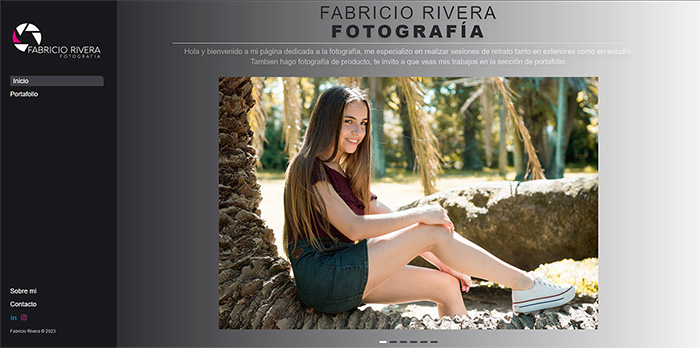 FABRICIO RIVERA
FOTOGRAFIA
Inicio
Portafolio
Sobre mi
Contacto
in
Fabricio Rivera © 2023
FABRICIO RIVERA
FOTOGRAFÍA
Hola y bienvenido a mi página dedicada a la fotografía, me especializo en realizar sesiones de retrato tanto en exteriores como en estudio.
Tambien hago fotografía de producto, te invito a que veas mis trabajos en la sección de portafolio.